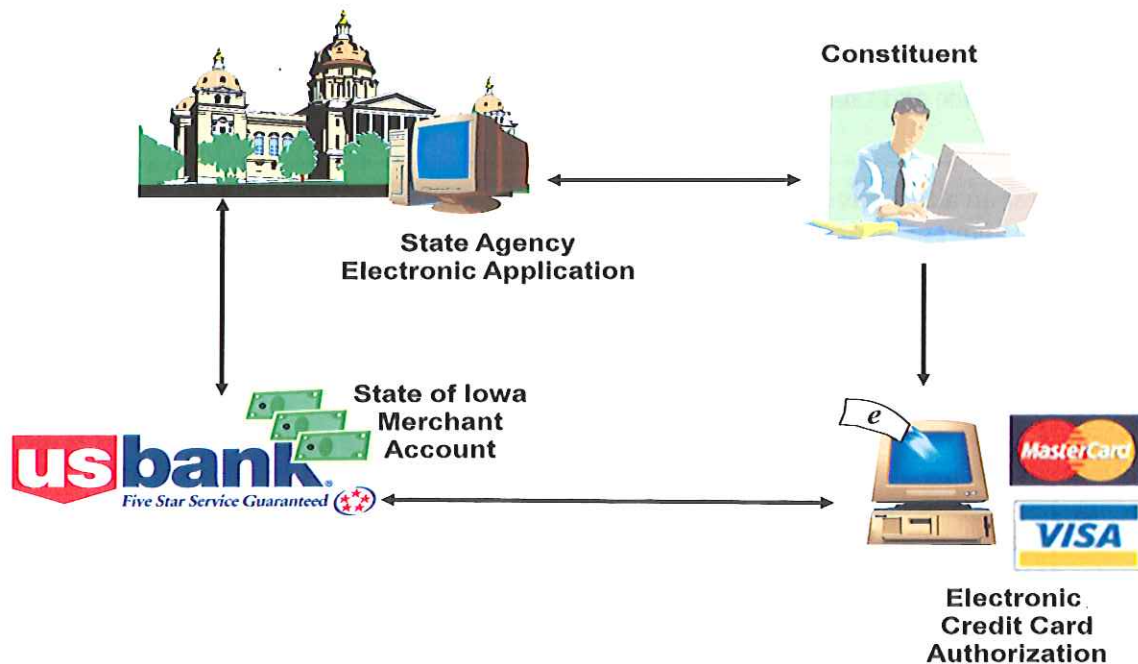 Constituent
State Agency
Electronic Application
State of Iowa
Merchant
Account
usbank.
Five Star Service Guaranteed
e
MasterCard
VISA
Electronic
Credit Card
Authorization